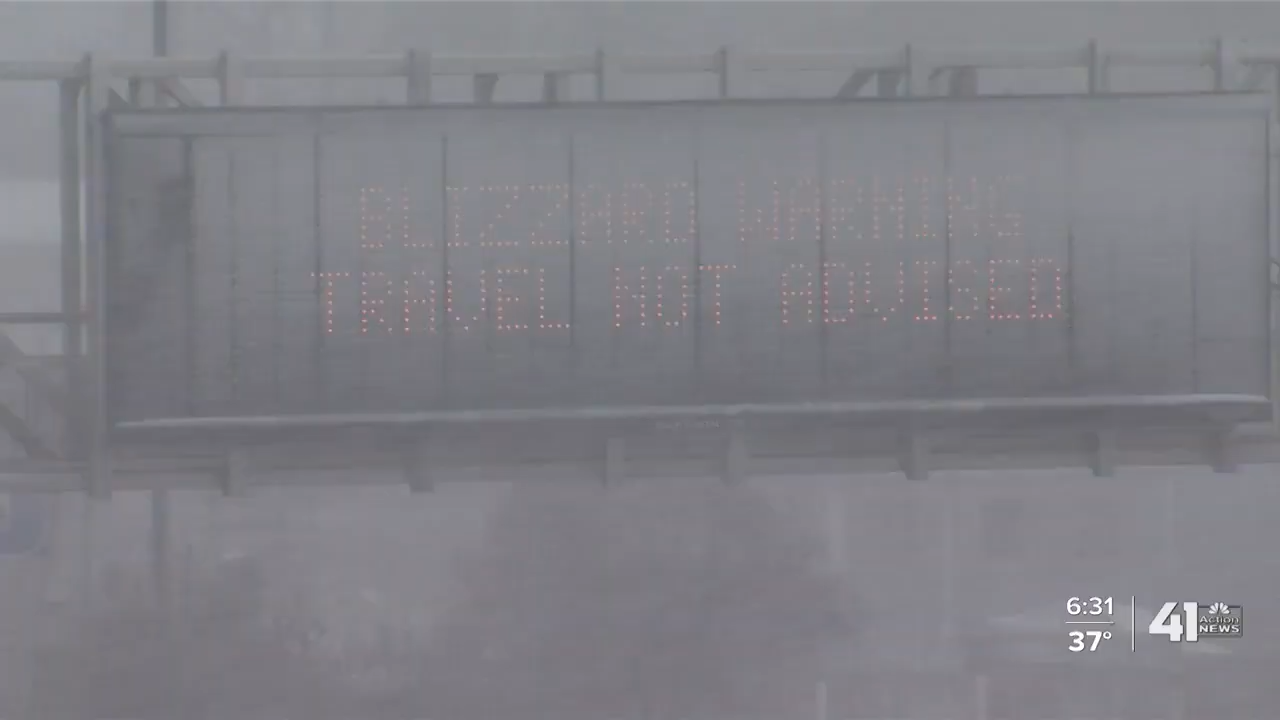 BLIZZARD WARNING
TRAVEL NOT ADVISED
6:31
37°
41 Action NEWS